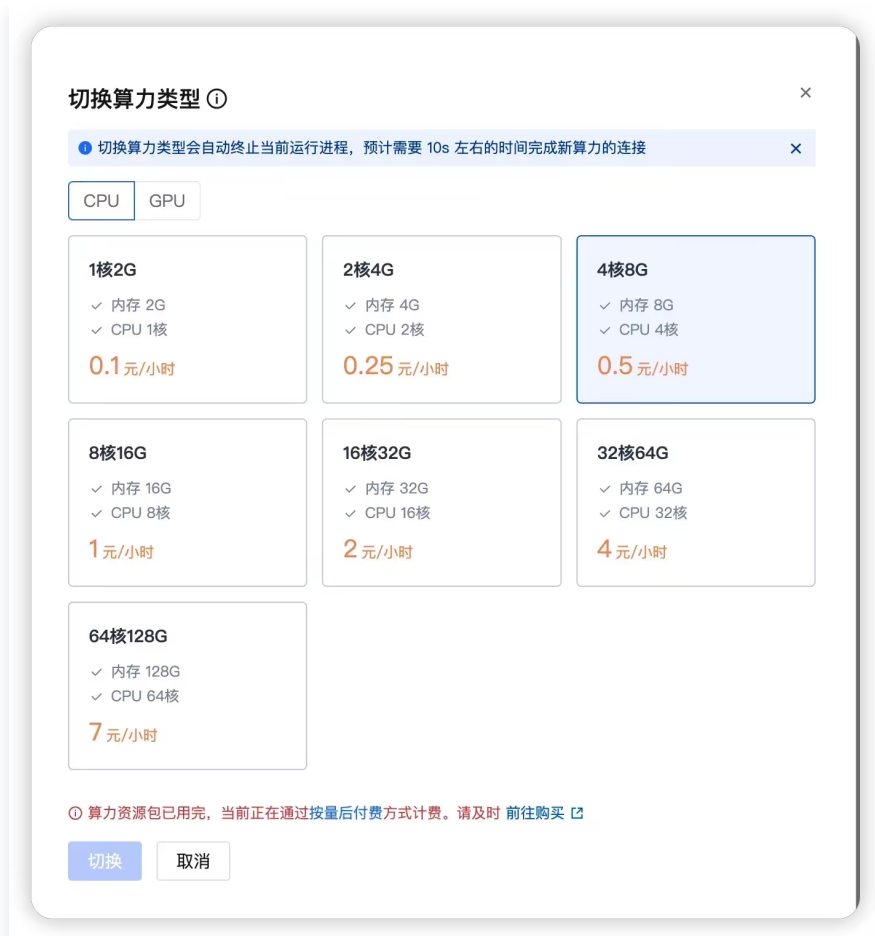 切换算力类型
切换算力类型会自动终止当前运行进程，预计需要 10s 左右的时间完成新算力的连接
CPU GPU
1核2G
内存 2G
CPU 1核
0.1 元/小时
2核4G
内存 4G
CPU 2核
0.25 元/小时
4核8G
内存 8G
CPU 4核
0.5 元/小时
8核16G
内存 16G
CPU 8核
1 元/小时
16核32G
内存 32G
CPU 16核
2 元/小时
32核64G
内存 64G
CPU 32核
4 元/小时
64核128G
内存 128G
CPU 64核
7 元/小时
算力资源包已用完，当前正在通过按量后付费方式计费。请及时 前往购买
切换 取消